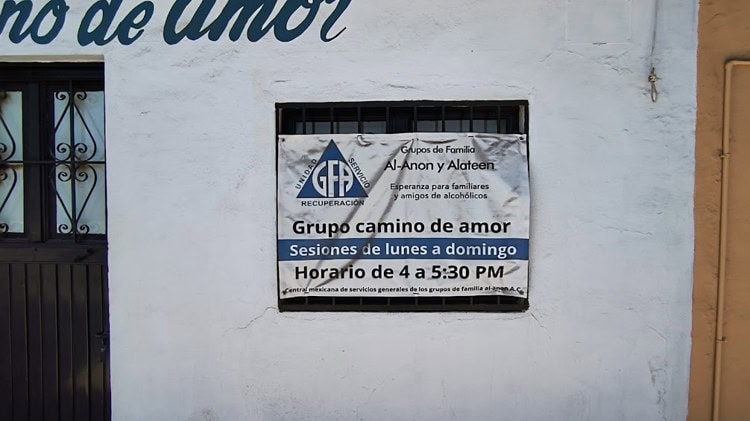 no de amor
Grupos de Familia
Al-Anon y Alateen
UNIDAD
SERVICIO
GFA
RECUPERACIÓN
Esperanza para familiares
y amigos de alcohólicos
Grupo camino de amor
Sesiones de lunes a domingo
Horario de 4 a 5:30 PM
Central mexicana de servicios generales de los grupos de familia al-anon A.C.